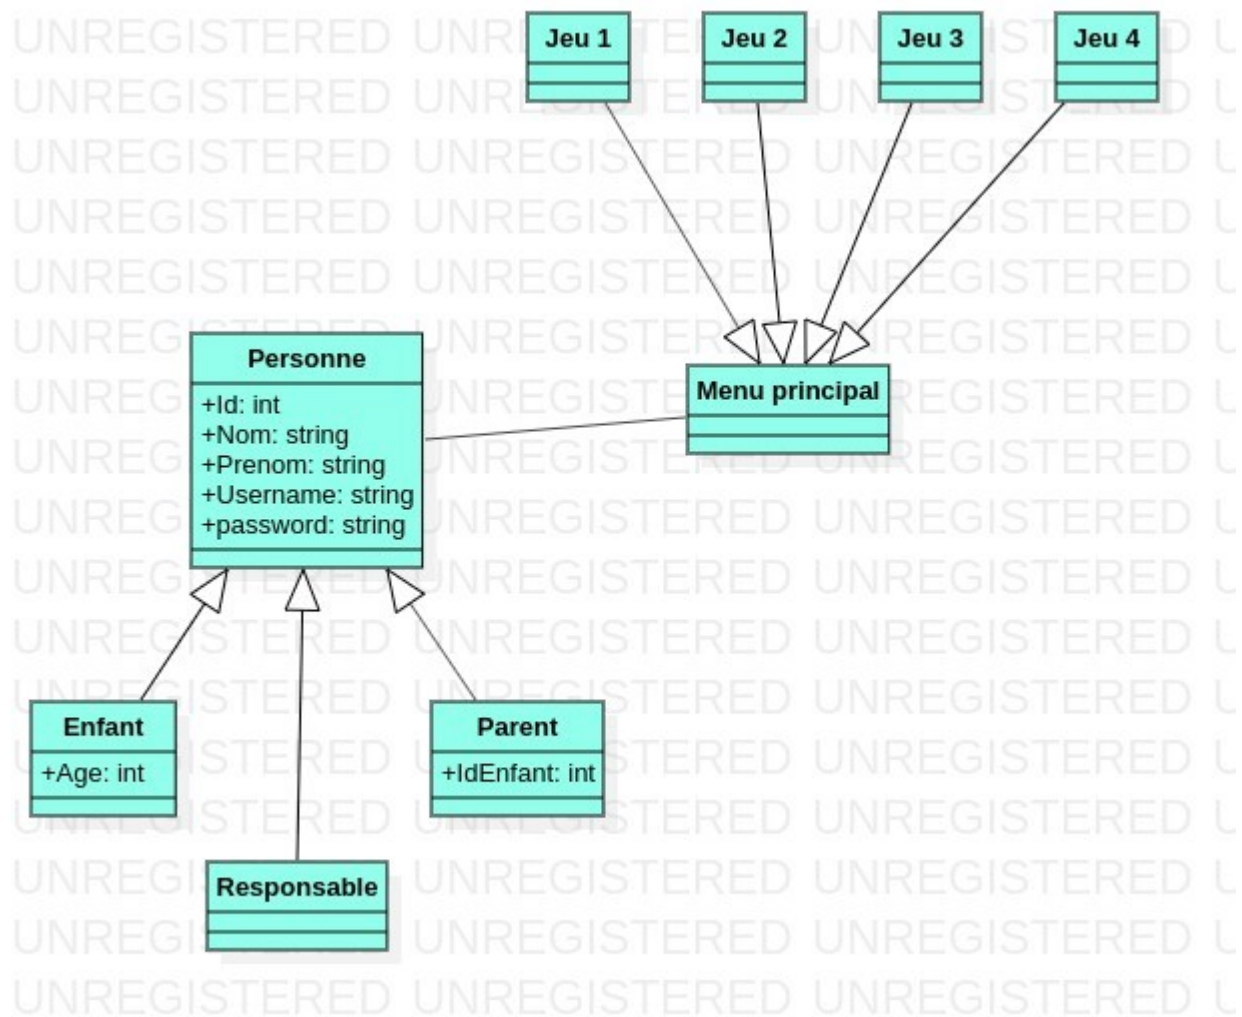 Jeu 1
Jeu 2
Jeu 3
Jeu 4
Menu principal
Personne
+Id: int
+Nom: string
+Prenom: string
+Username: string
+password: string
Enfant
+Age: int
Parent
+IdEnfant: int
Responsable
UNREGISTERED